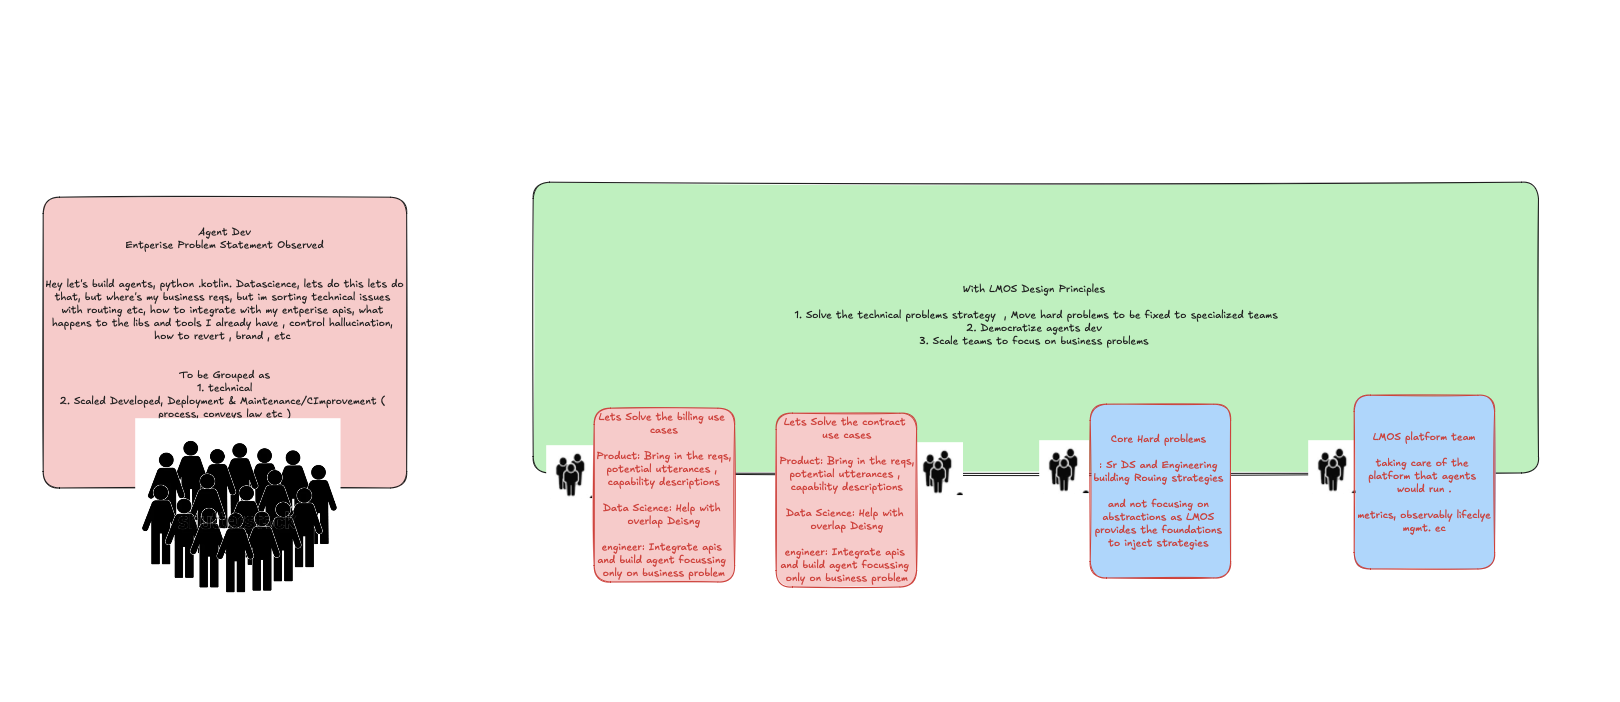 Agent Dev
Entperise Problem Statement Observed
Hey let's build agents, python .kotlin. Datascience, lets do this lets do
that, but where's my business reqs, but im sorting technical issues
with routing etc, how to integrate with my entperise apis, what
happens to the libs and tools I already have , control hallucination,
how to revert , brand , etc
To be Grouped as
1. technical
2. Scaled Developed, Deployment & Maintenance/CImprovement (
process, conveys law etc )
With LMOS Design Principles
1. Solve the technical problems strategy , Move hard problems to be fixed to specialized teams
2. Democratize agents dev
3. Scale teams to focus on business problems
Lets Solve the billing use
cases
Product: Bring in the reqs,
potential utterances ,
capability descriptions
Data Science: Help with
overlap Deisng
engineer: Integrate apis
and build agent focussing
only on business problem
Lets Solve the contract
use cases
Product: Bring in the reqs,
potential utterances ,
capability descriptions
Data Science: Help with
overlap Deisng
engineer: Integrate apis
and build agent focussing
only on business problem
Core Hard problems
: Sr DS and Engineering
building Rouing strategies
and not focusing on
abstractions as LMOS
provides the foundations
to inject strategies
LMOS platform team
taking care of the
platform that agents
would run .
metrics, observably lifeclye
mgmt. ec